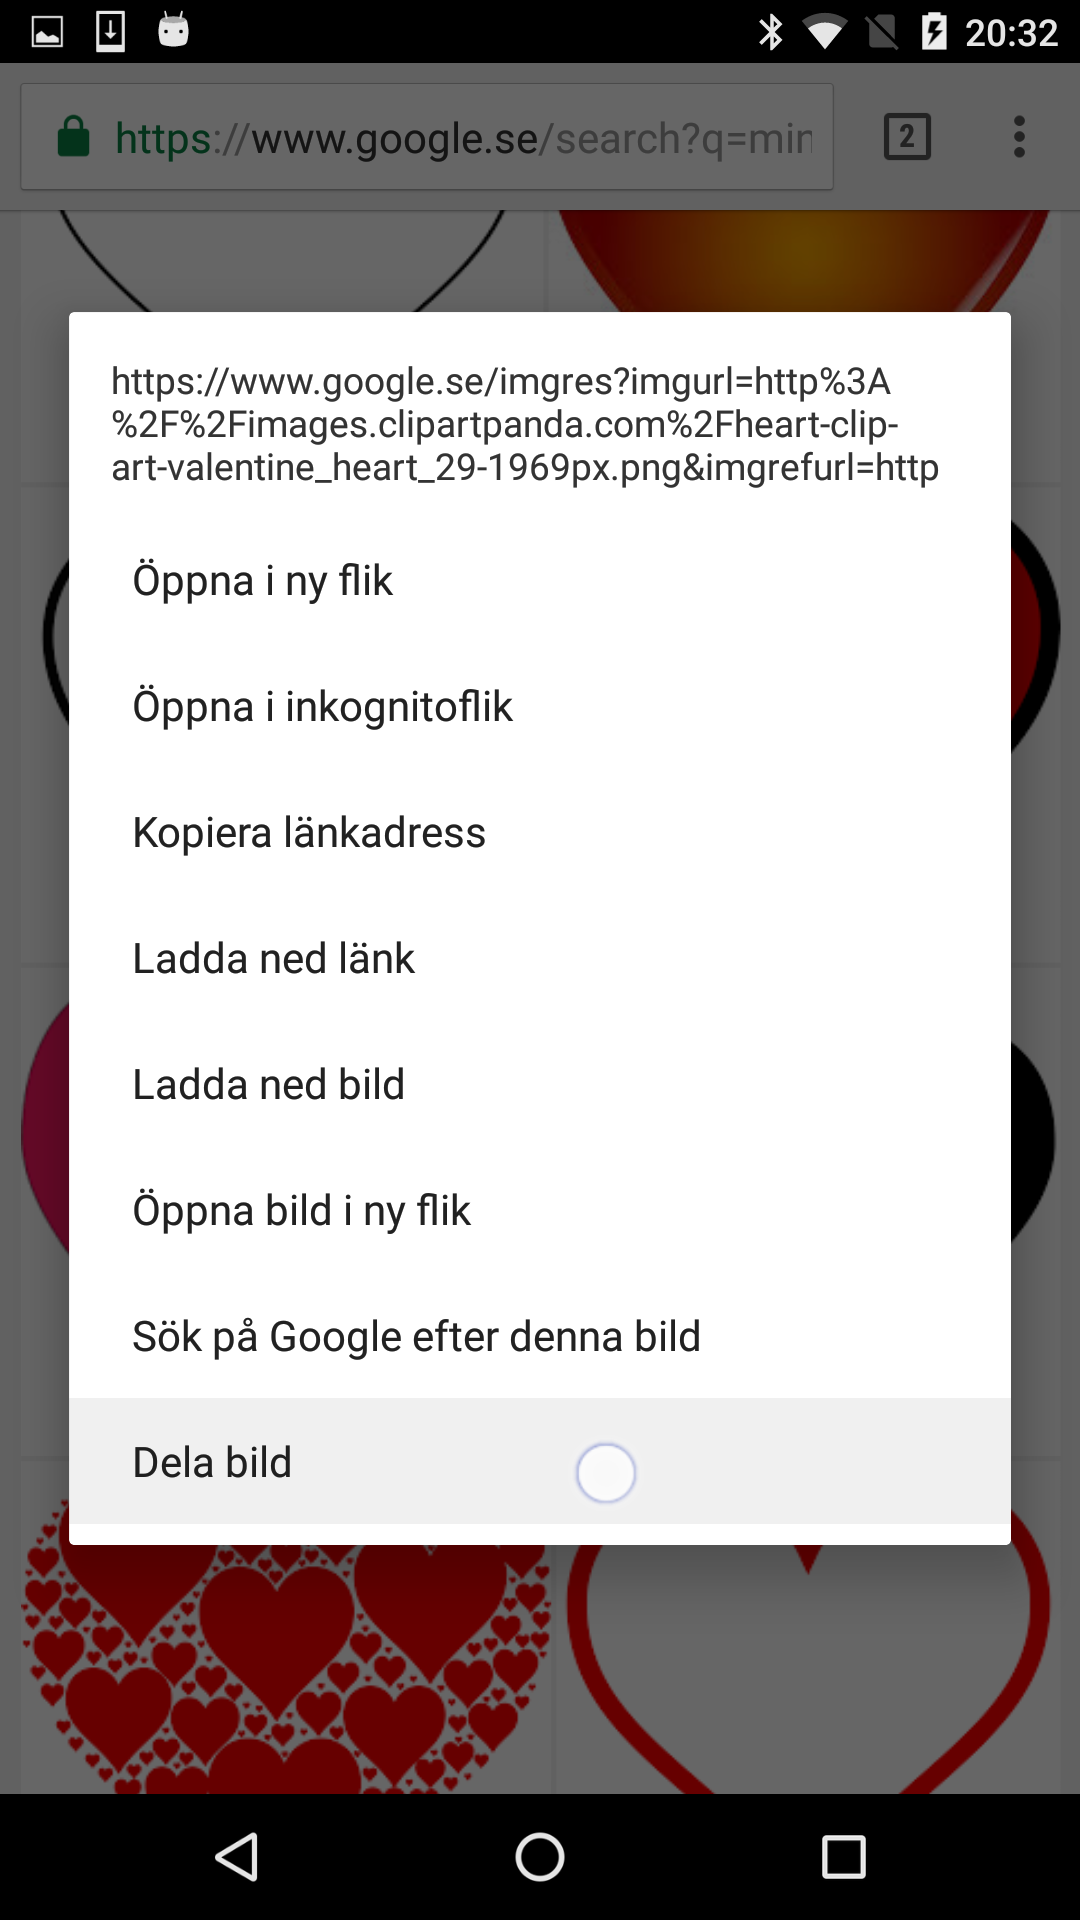 20:32
https://www.google.se/search?q=min
2
https://www.google.se/imgres?imgurl=http%3A
%2F%2Fimages.clipartpanda.com%2Fheart-clip-
art-valentine_heart_29-1969px.png&imgrefurl=http
Öppna i ny flik
Öppna i inkognitoflik
Kopiera länkadress
Ladda ned länk
Ladda ned bild
Öppna bild i ny flik
Sök på Google efter denna bild
Dela bild